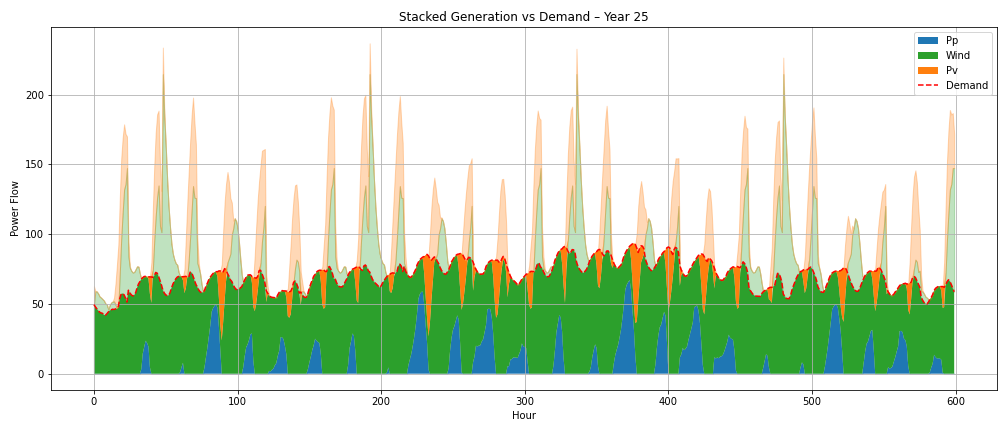 Stacked Generation vs Demand – Year 25
Pp
Wind
Pv
Demand
Power Flow
200
150
100
50
0
0 100 200 300 400 500 600
Hour